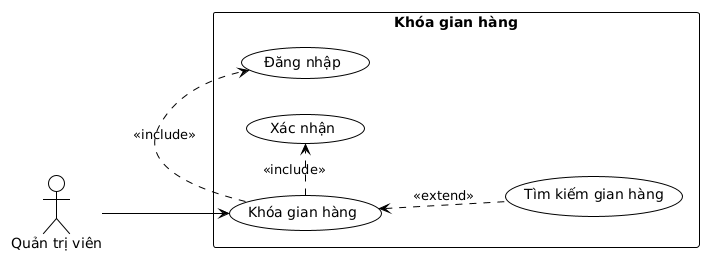 Khóa gian hàng
Đăng nhập
«include»
Xác nhận
«include»
Tìm kiếm gian hàng
«extend»
Khóa gian hàng
Quản trị viên